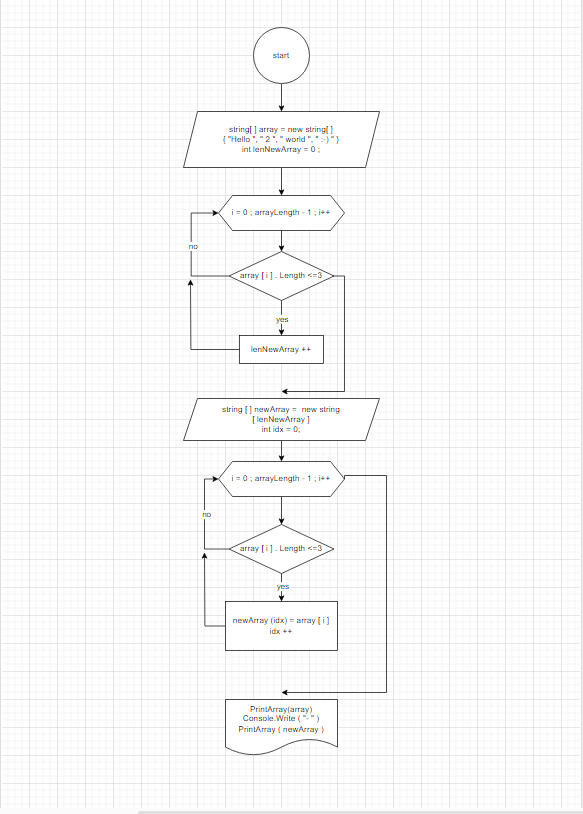 start
string[ ] array = new string[ ]
{ "Hello ", " 2 ", " world ", " :-) " }
int lenNewArray = 0 ;
i = 0 ; arrayLength - 1 ; i++
no
array [ i ] . Length <=3
yes
lenNewArray ++
string [ ] newArray = new string
[ lenNewArray ]
int idx = 0;
i = 0 ; arrayLength - 1 ; i++
no
array [ i ] . Length <=3
yes
newArray (idx) = array [ i ]
idx ++
PrintArray(array)
Console.Write ( "- " )
PrintArray ( newArray )